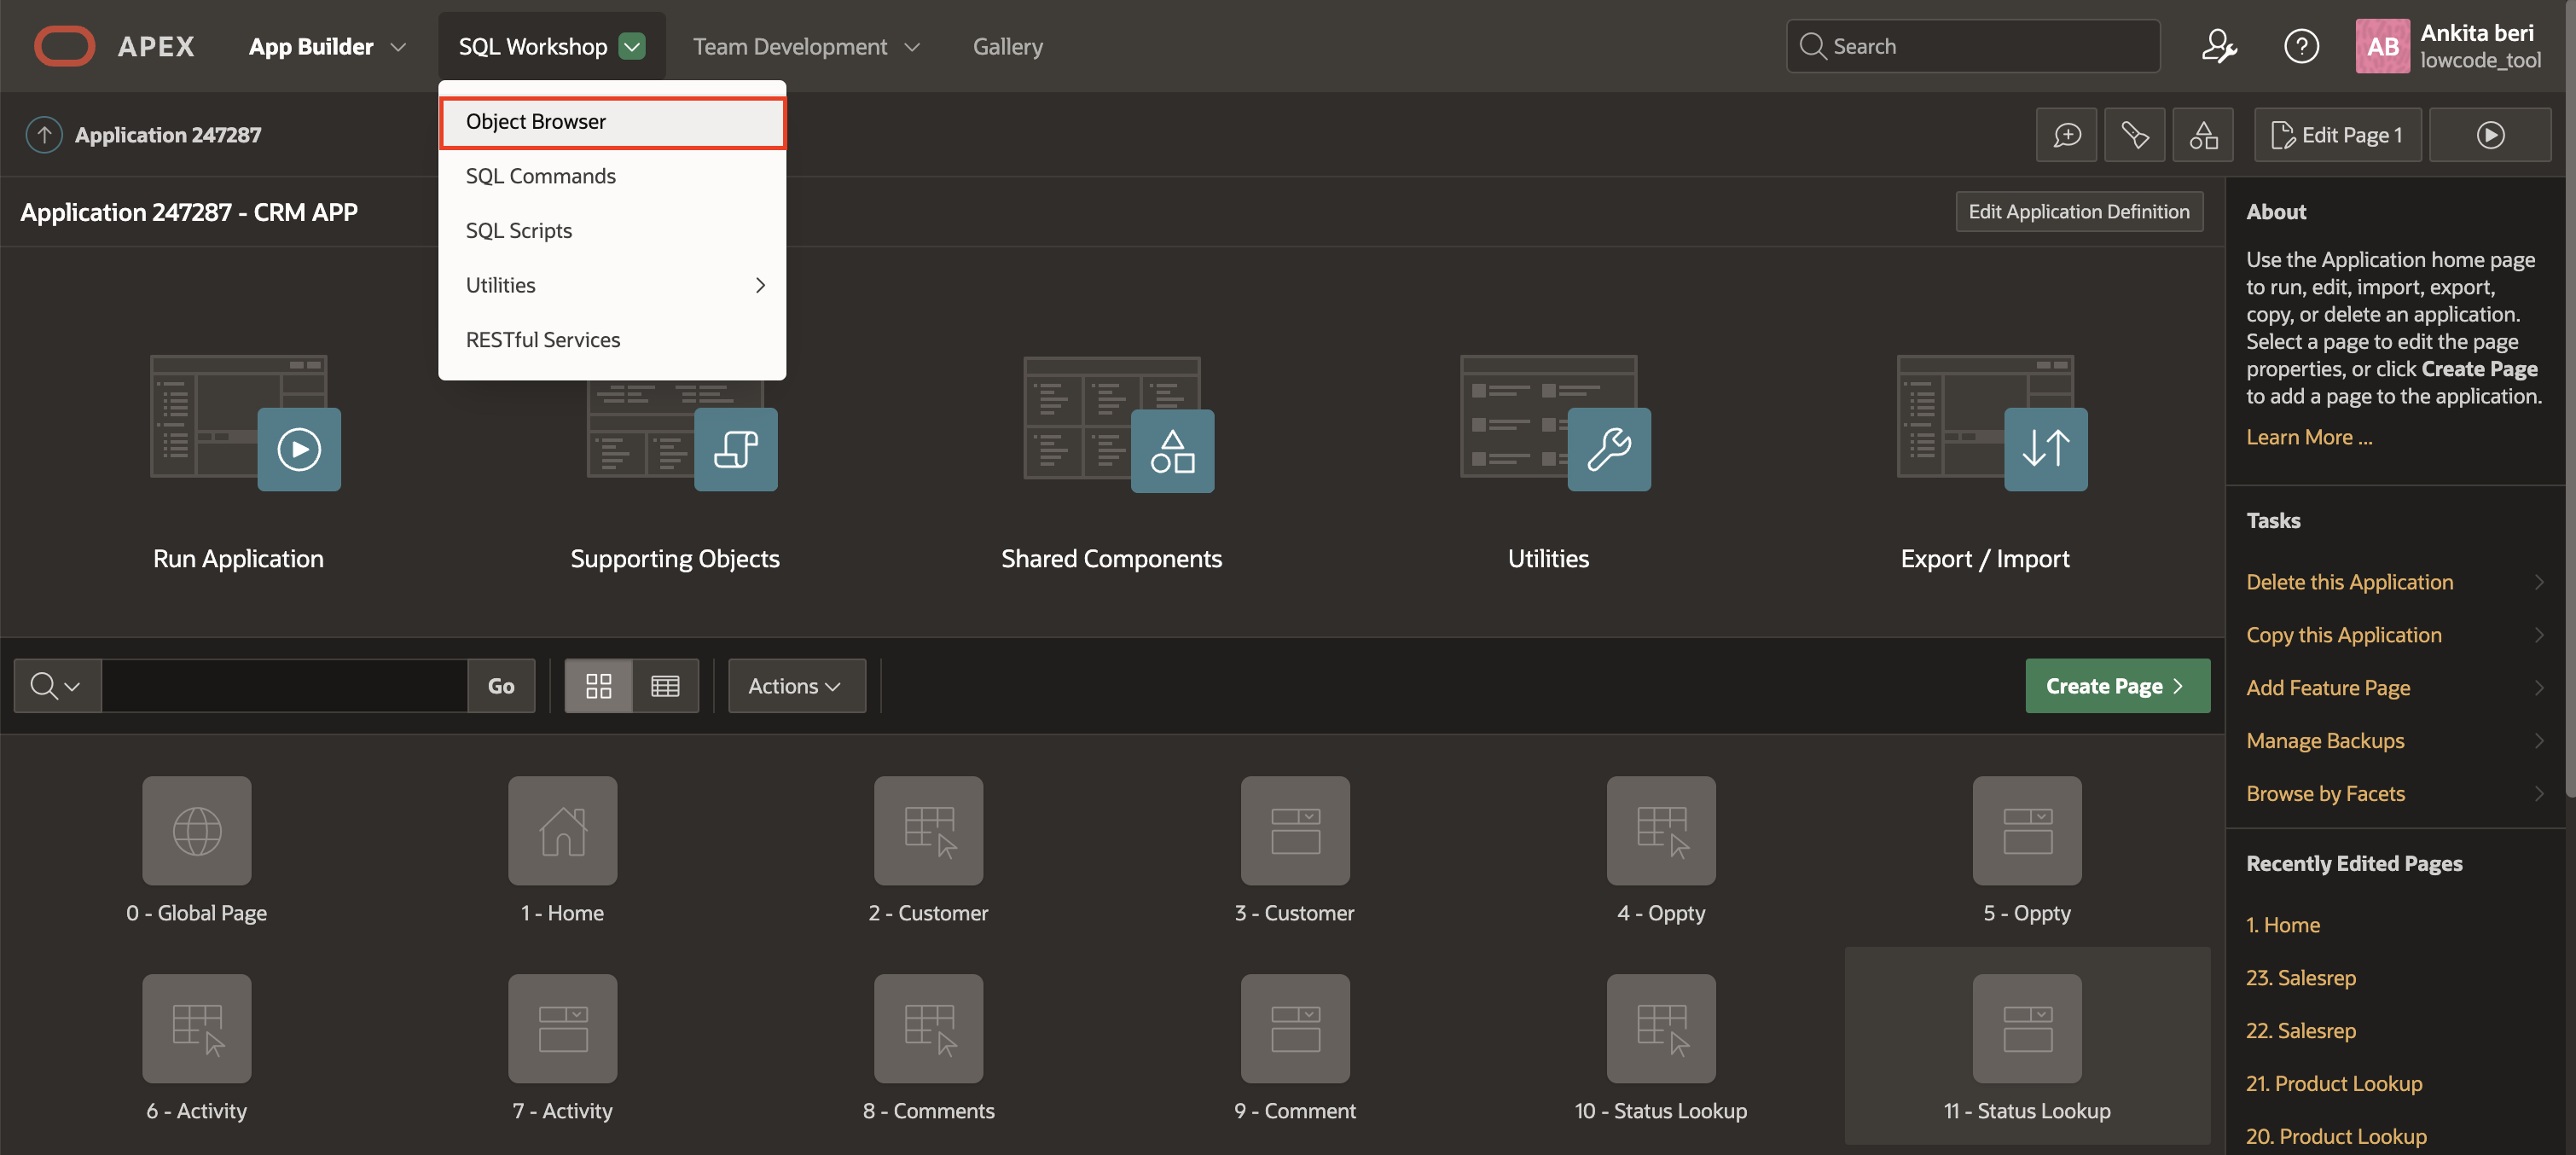 APEX
App Builder
SQL Workshop
Team Development
Gallery
Search
AB
Ankita beri
lowcode_tool
Object Browser
SQL Commands
SQL Scripts
Utilities
RESTful Services
Application 247287
Edit Page 1
Application 247287 - CRM APP
Edit Application Definition
Run Application
Supporting Objects
Shared Components
Utilities
Export / Import
Go
Actions
Create Page
0 - Global Page
1 - Home
2 - Customer
3 - Customer
4 - Oppty
5 - Oppty
6 - Activity
7 - Activity
8 - Comments
9 - Comment
10 - Status Lookup
11 - Status Lookup
About
Use the Application home page
to run, edit, import, export,
copy, or delete an application.
Select a page to edit the page
properties, or click Create Page
to add a page to the application.
Learn More ...
Tasks
Delete this Application
Copy this Application
Add Feature Page
Manage Backups
Browse by Facets
Recently Edited Pages
1. Home
23. Salesrep
22. Salesrep
21. Product Lookup
20. Product Lookup